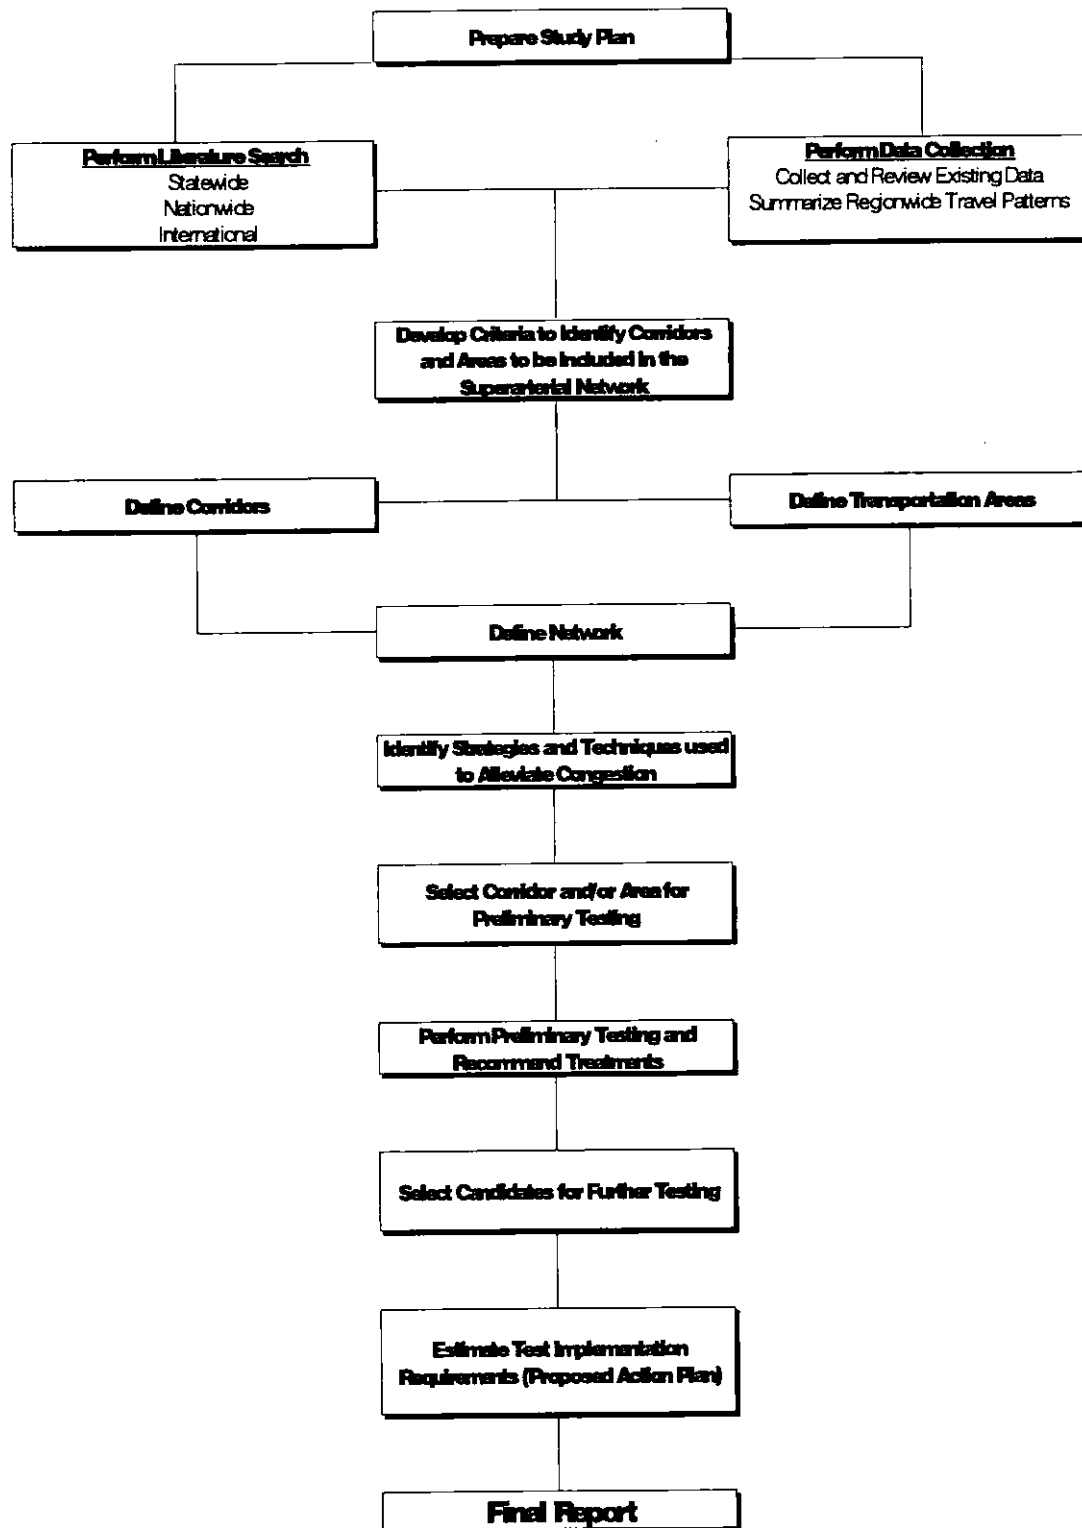 Prepare Study Plan
Perform Literature Search
Statewide
Nationwide
International
Perform Data Collection
Collect and Review Existing Data
Summarize Regionwide Travel Patterns
Develop Criteria to Identify Corridors
and Areas to be Included in the
Superarterial Network
Define Corridors
Define Transportation Areas
Define Network
Identify Strategies and Techniques used
to Alleviate Congestion
Select Corridor and/or Area for
Preliminary Testing
Perform Preliminary Testing and
Recommend Treatments
Select Candidates for Further Testing
Estimate Test Implementation
Requirements (Proposed Action Plan)
Final Report